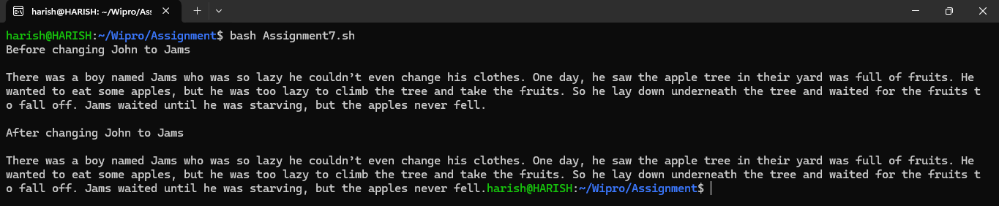 harish@HARISH: ~/Wipro/Ass
harish@HARISH:~/Wipro/Assignment$ bash Assignment7.sh
Before changing John to Jams
There was a boy named Jams who was so lazy he couldn’t even change his clothes. One day, he saw the apple tree in their yard was full of fruits. He
wanted to eat some apples, but he was too lazy to climb the tree and take the fruits. So he lay down underneath the tree and waited for the fruits t
o fall off. Jams waited until he was starving, but the apples never fell.
After changing John to Jams
There was a boy named Jams who was so lazy he couldn’t even change his clothes. One day, he saw the apple tree in their yard was full of fruits. He
wanted to eat some apples, but he was too lazy to climb the tree and take the fruits. So he lay down underneath the tree and waited for the fruits t
o fall off. Jams waited until he was starving, but the apples never fell.harish@HARISH:~/Wipro/Assignment$